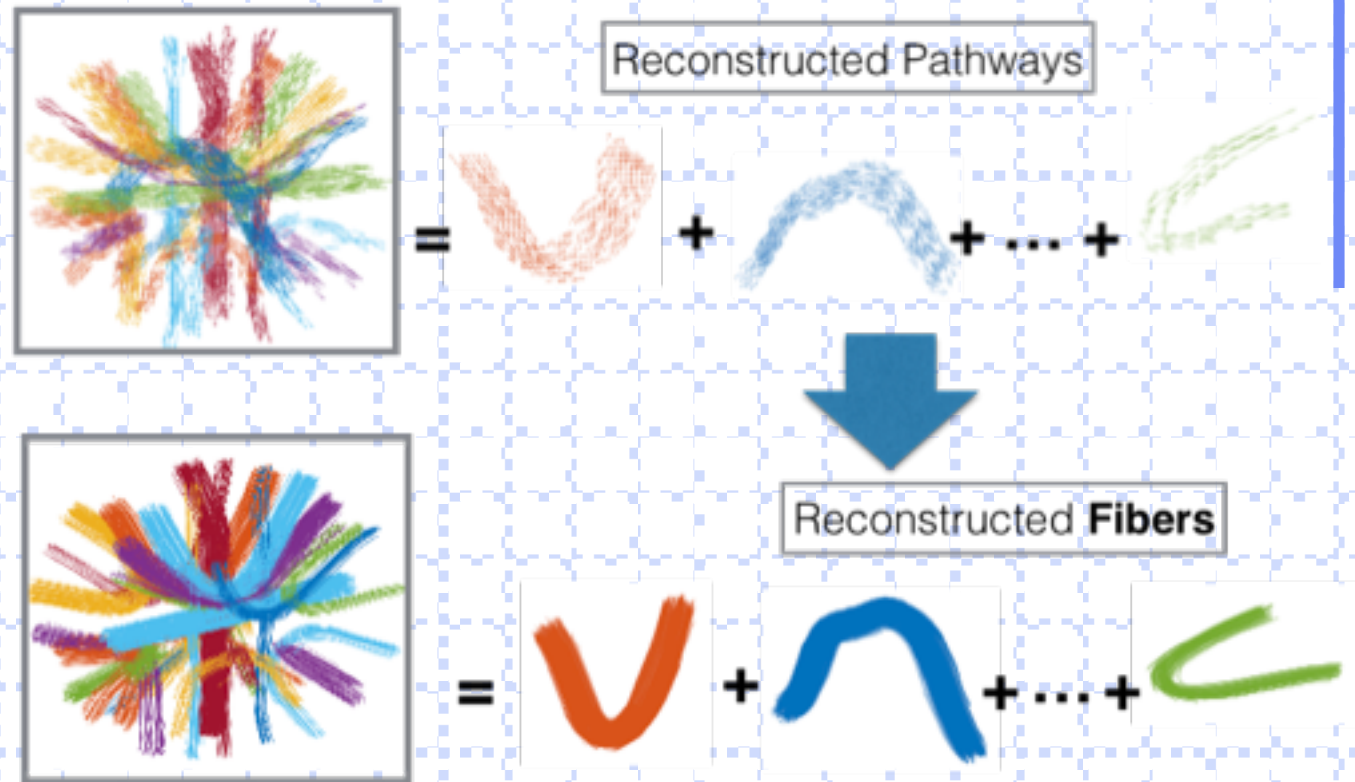 Reconstructed Pathways
= + + ... +
Reconstructed Fibers
= + + ... +